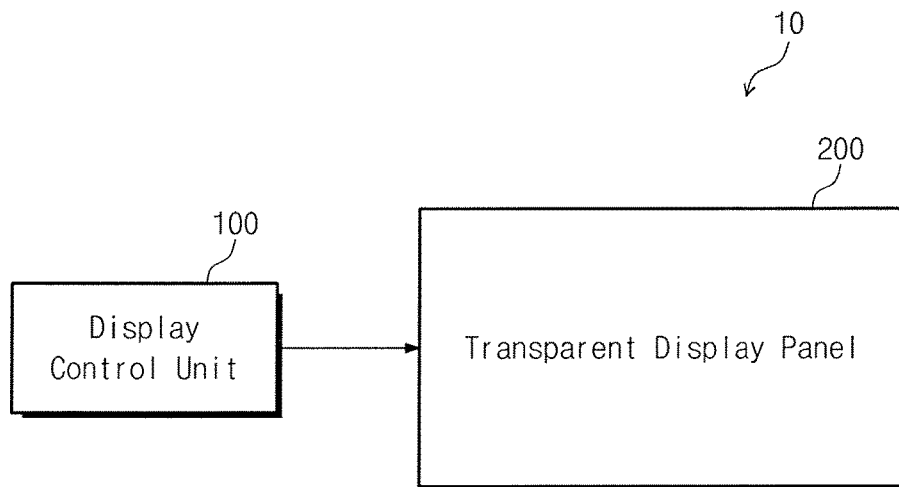 10
200
100
Display
Control Unit
Transparent Display Panel